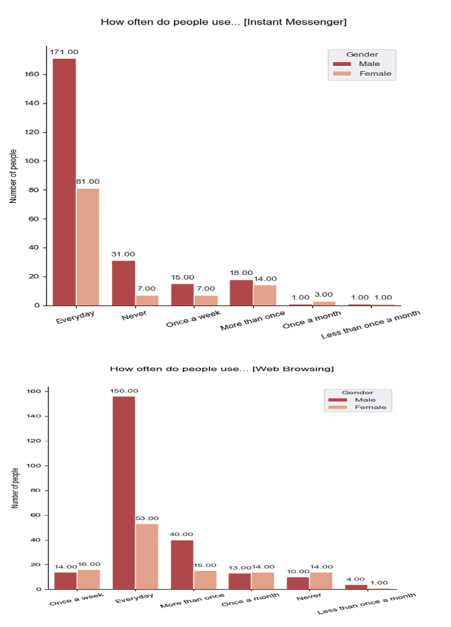 How often do people use... [Instant Messenger]
Gender
Male
Female
Number of people
160
140
120
100
80
60
40
20
0
171.00
81.00
31.00
7.00
15.00
7.00
18.00
14.00
1.00
3.00
1.00
1.00
Everyday
Never
Once a week
More than once
Once a month
Less than once a month
How often do people use... [Web Browsing]
Gender
Male
Female
Number of people
160
140
120
100
80
60
40
20
0
14.00
16.00
156.00
53.00
40.00
15.00
13.00
14.00
10.00
14.00
4.00
1.00
Once a week
Everyday
More than once
Once a month
Never
Less than once a month